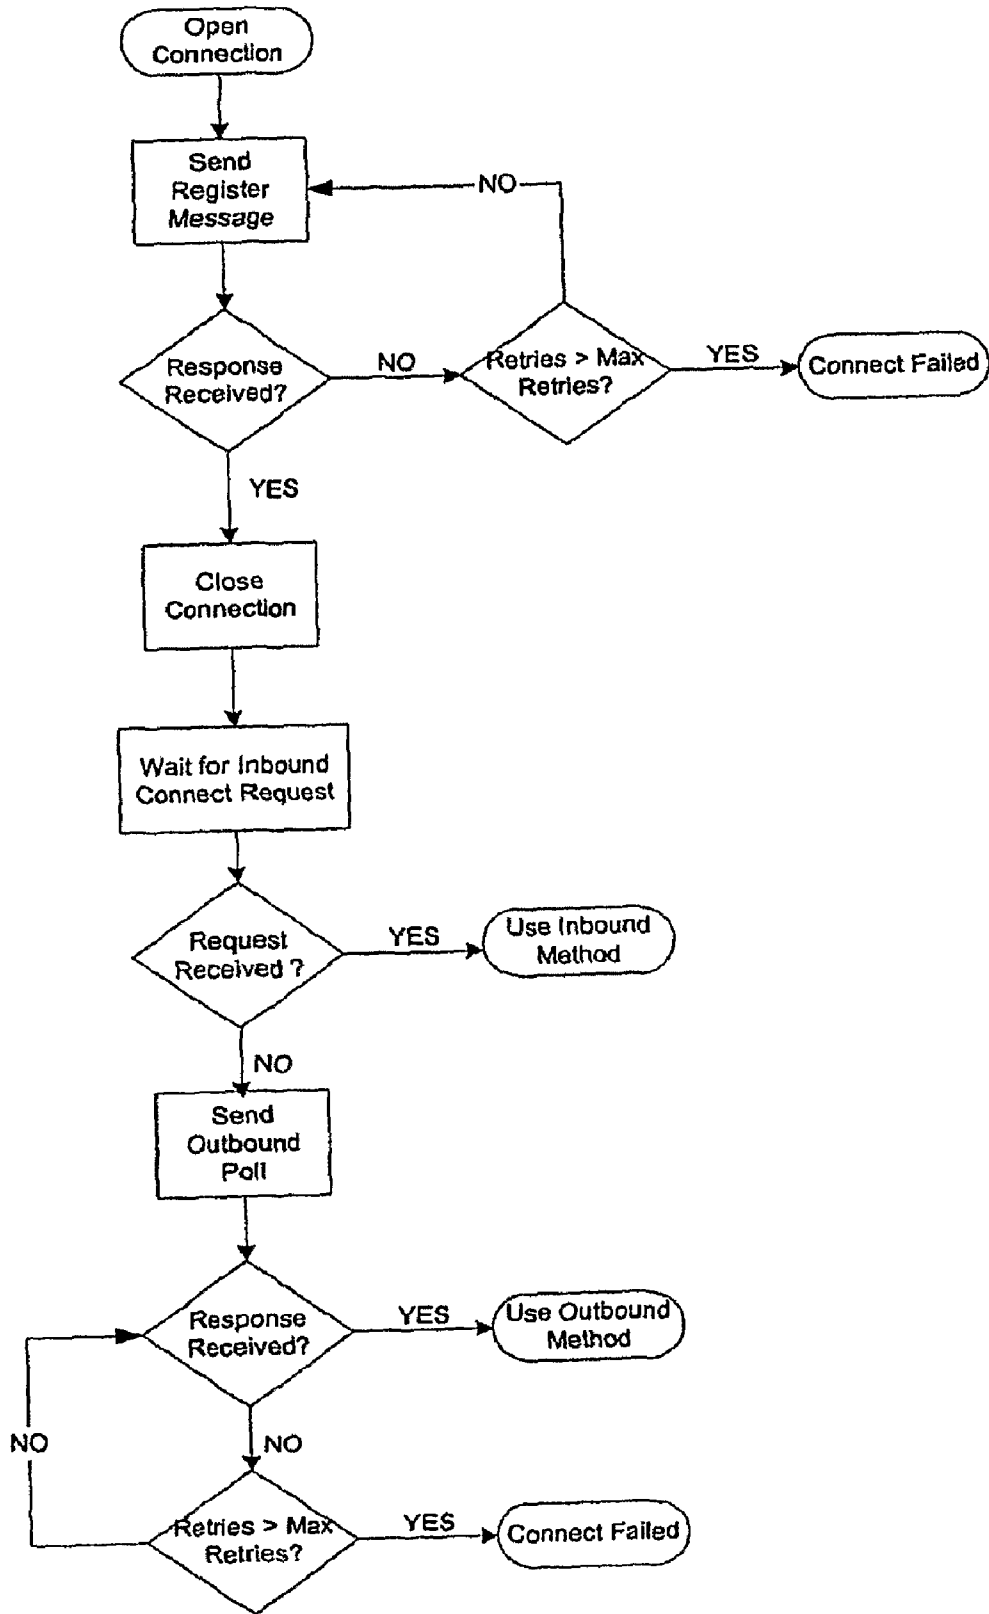 Open
Connection
Send
Register
Message
NO
Response
Received?
NO
Retries > Max
Retries?
YES
Connect Failed
YES
Close
Connection
Wait for Inbound
Connect Request
Request
Received ?
YES
Use Inbound
Method
NO
Send
Outbound
Poll
Response
Received?
YES
Use Outbound
Method
NO
NO
Retries > Max
Retries?
YES
Connect Failed